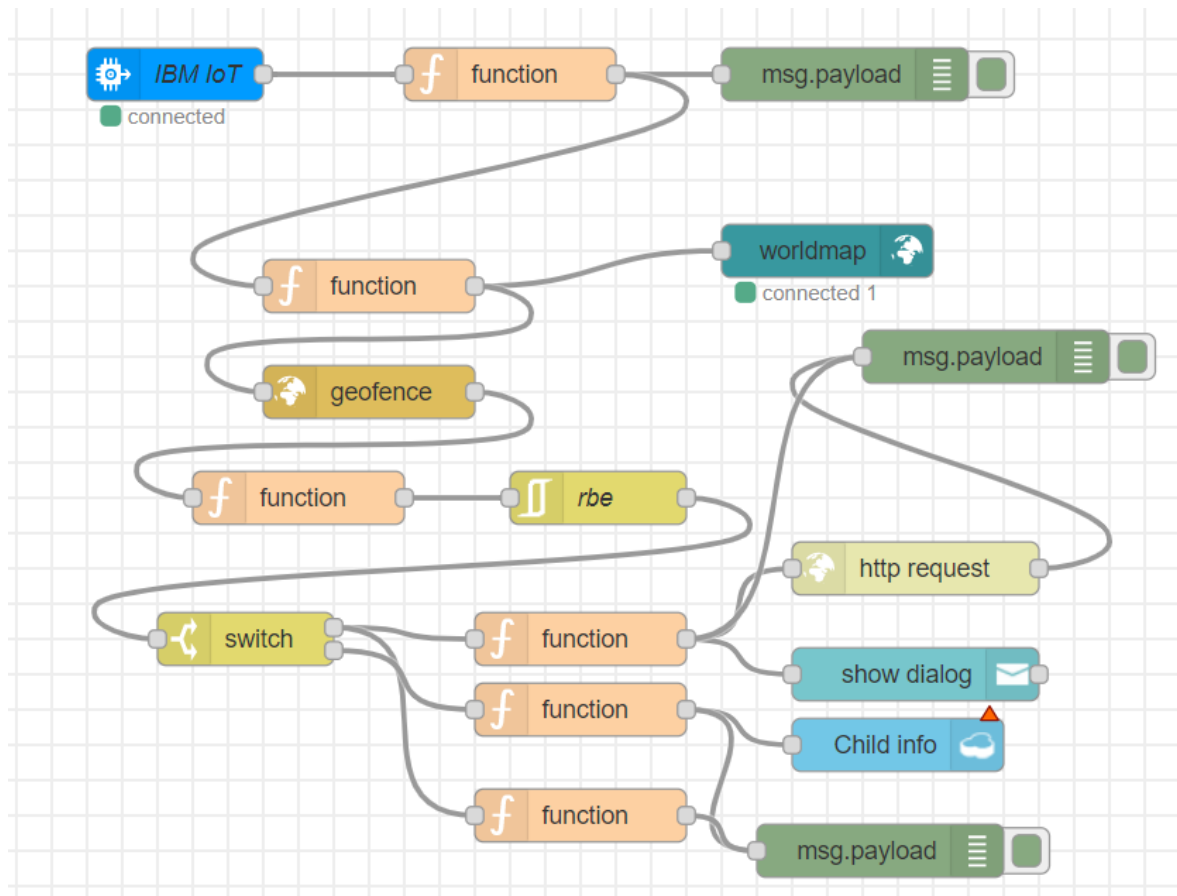 IBM IoT
function
msg.payload
connected
function
worldmap
connected 1
msg.payload
geofence
function
rbe
http request
switch
function
show dialog
function
Child info
function
msg.payload